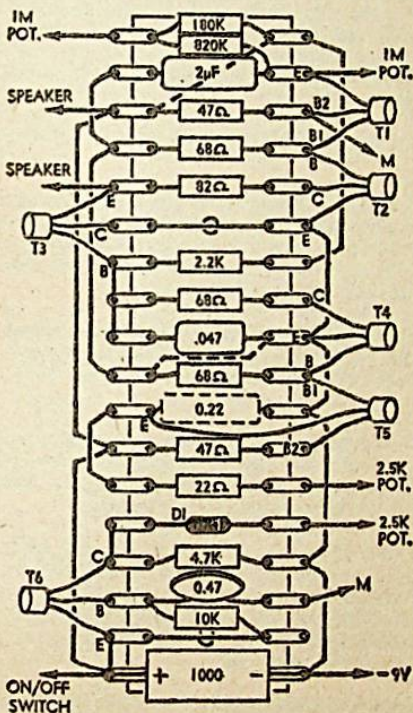 180K
1M
POT.
820K
2µF
E
1M
POT.
SPEAKER
47Ω
B2
T1
68Ω
B1
B
M
SPEAKER
82Ω
E
C
T2
T3
C
E
B
2.2K
68Ω
C
T4
.047
E
68Ω
B
B1
0.22
E
T5
47Ω
B2
22Ω
2.5K
POT.
D1
2.5K
POT.
C
4.7K
T6
0.47
M
B
10K
E
+ 1000 -
ON/OFF
SWITCH
-9V